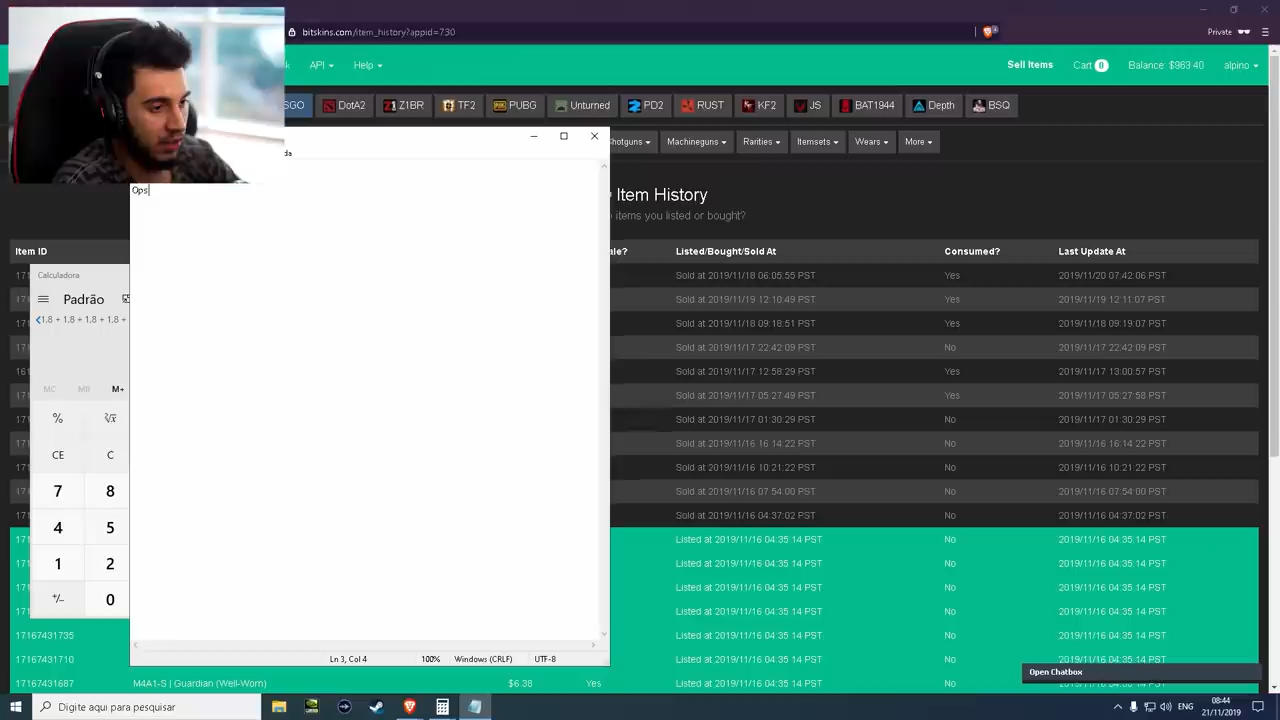 bitskins.com/item_history?appid=730
Private
API
Help
Sell Items
Cart 0
Balance: $963.40
alpino
DotA2
Z1BR
TF2
PUBG
Unturned
PD2
RUST
KF2
JS
BAT1944
Depth
BSQ
Machineguns
Rarities
Itemsets
Wears
More
Item History
items you listed or bought?
Item ID
Listed/Bought/Sold At
Consumed?
Last Update At
Sold at 2019/11/18 06:05:55 PST Yes 2019/11/20 07:42:06 PST
Sold at 2019/11/19 12:10:49 PST Yes 2019/11/19 12:11:07 PST
Sold at 2019/11/18 09:18:51 PST Yes 2019/11/18 09:19:07 PST
Sold at 2019/11/17 22:42:09 PST No 2019/11/17 22:42:09 PST
Sold at 2019/11/17 12:58:29 PST Yes 2019/11/17 13:00:57 PST
Sold at 2019/11/17 05:27:49 PST Yes 2019/11/17 05:27:58 PST
Sold at 2019/11/17 01:30:29 PST No 2019/11/17 01:30:29 PST
Sold at 2019/11/16 16:14:22 PST No 2019/11/16 16:14:22 PST
Sold at 2019/11/16 10:21:22 PST No 2019/11/16 10:21:22 PST
Sold at 2019/11/16 07:54:00 PST No 2019/11/16 07:54:00 PST
Sold at 2019/11/16 04:37:02 PST No 2019/11/16 04:37:02 PST
Listed at 2019/11/16 04:35:14 PST No 2019/11/16 04:35:14 PST
Listed at 2019/11/16 04:35:14 PST No 2019/11/16 04:35:14 PST
Listed at 2019/11/16 04:35:14 PST No 2019/11/16 04:35:14 PST
Listed at 2019/11/16 04:35:14 PST No 2019/11/16 04:35:14 PST
17167431735 Listed at 2019/11/16 04:35:14 PST No 2019/11/16 04:35:14 PST
17167431710 Listed at 2019/11/16 04:35:14 PST No 2019/11/16 04:35:14 PST
17167431687 M4A1-S | Guardian (Well-Worn) $6.38 Yes
Ops
Ln 3, Col 4
100%
Windows (CRLF)
UTF-8
Calculadora
Padrão
1.8 + 1.8 + 1.8 + 1.8 +
MC MR M+
%
CE C
7 8
4 5
1 2
+/− 0
Open Chatbox
Digite aqui para pesquisar
ENG
08:44
21/11/2019